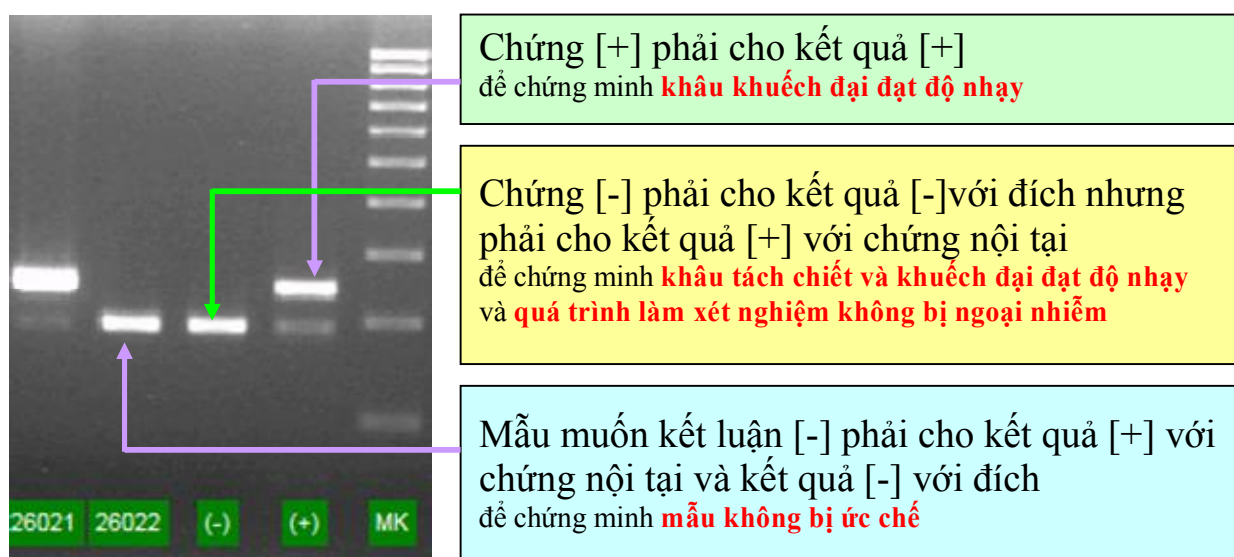 Chứng [+] phải cho kết quả [+]
để chứng minh khâu khuếch đại đạt độ nhạy
Chứng [-] phải cho kết quả [-]với đích nhưng
phải cho kết quả [+] với chứng nội tại
để chứng minh khâu tách chiết và khuếch đại đạt độ nhạy
và quá trình làm xét nghiệm không bị ngoại nhiễm
Mẫu muốn kết luận [-] phải cho kết quả [+] với
chứng nội tại và kết quả [-] với đích
để chứng minh mẫu không bị ức chế
26021 26022 (-) (+) MK